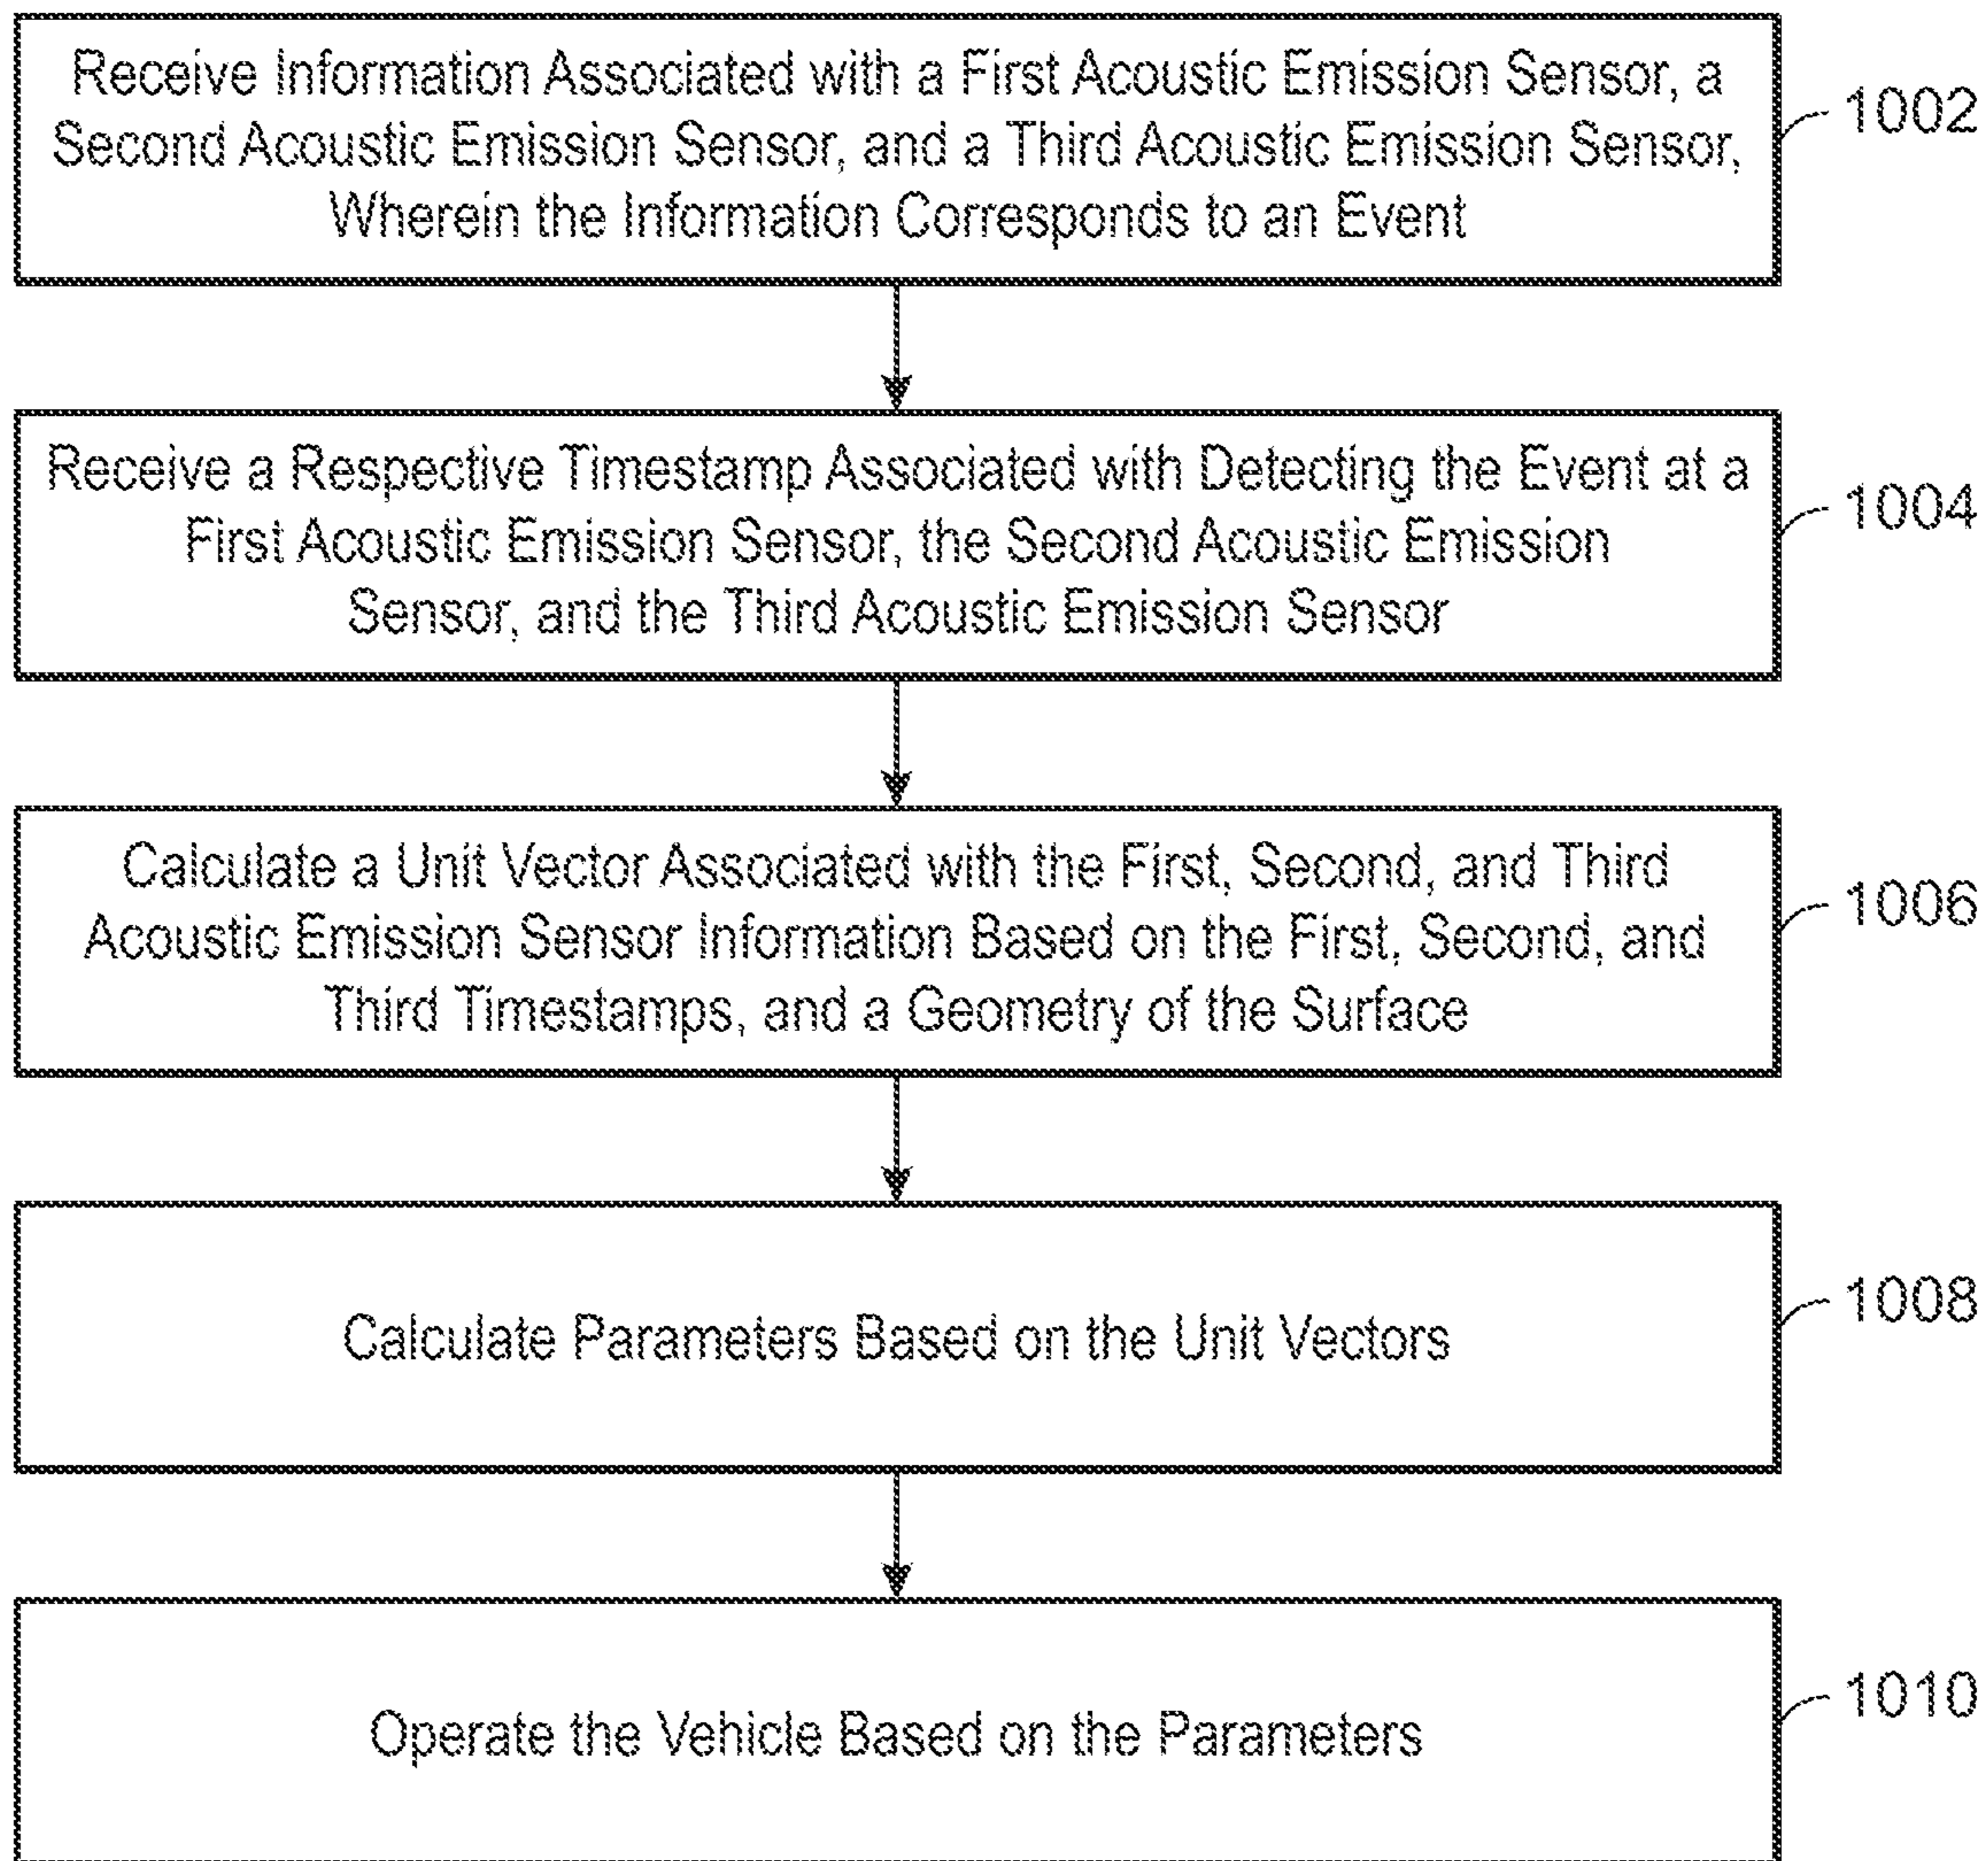 Receive Information Associated with a First Acoustic Emission Sensor, a
Second Acoustic Emission Sensor, and a Third Acoustic Emission Sensor,
Wherein the Information Corresponds to an Event
1002
Receive a Respective Timestamp Associated with Detecting the Event at a
First Acoustic Emission Sensor, the Second Acoustic Emission
Sensor, and the Third Acoustic Emission Sensor
1004
Calculate a Unit Vector Associated with the First, Second, and Third
Acoustic Emission Sensor Information Based on the First, Second, and
Third Timestamps, and a Geometry of the Surface
1006
Calculate Parameters Based on the Unit Vectors
1008
Operate the Vehicle Based on the Parameters
1010